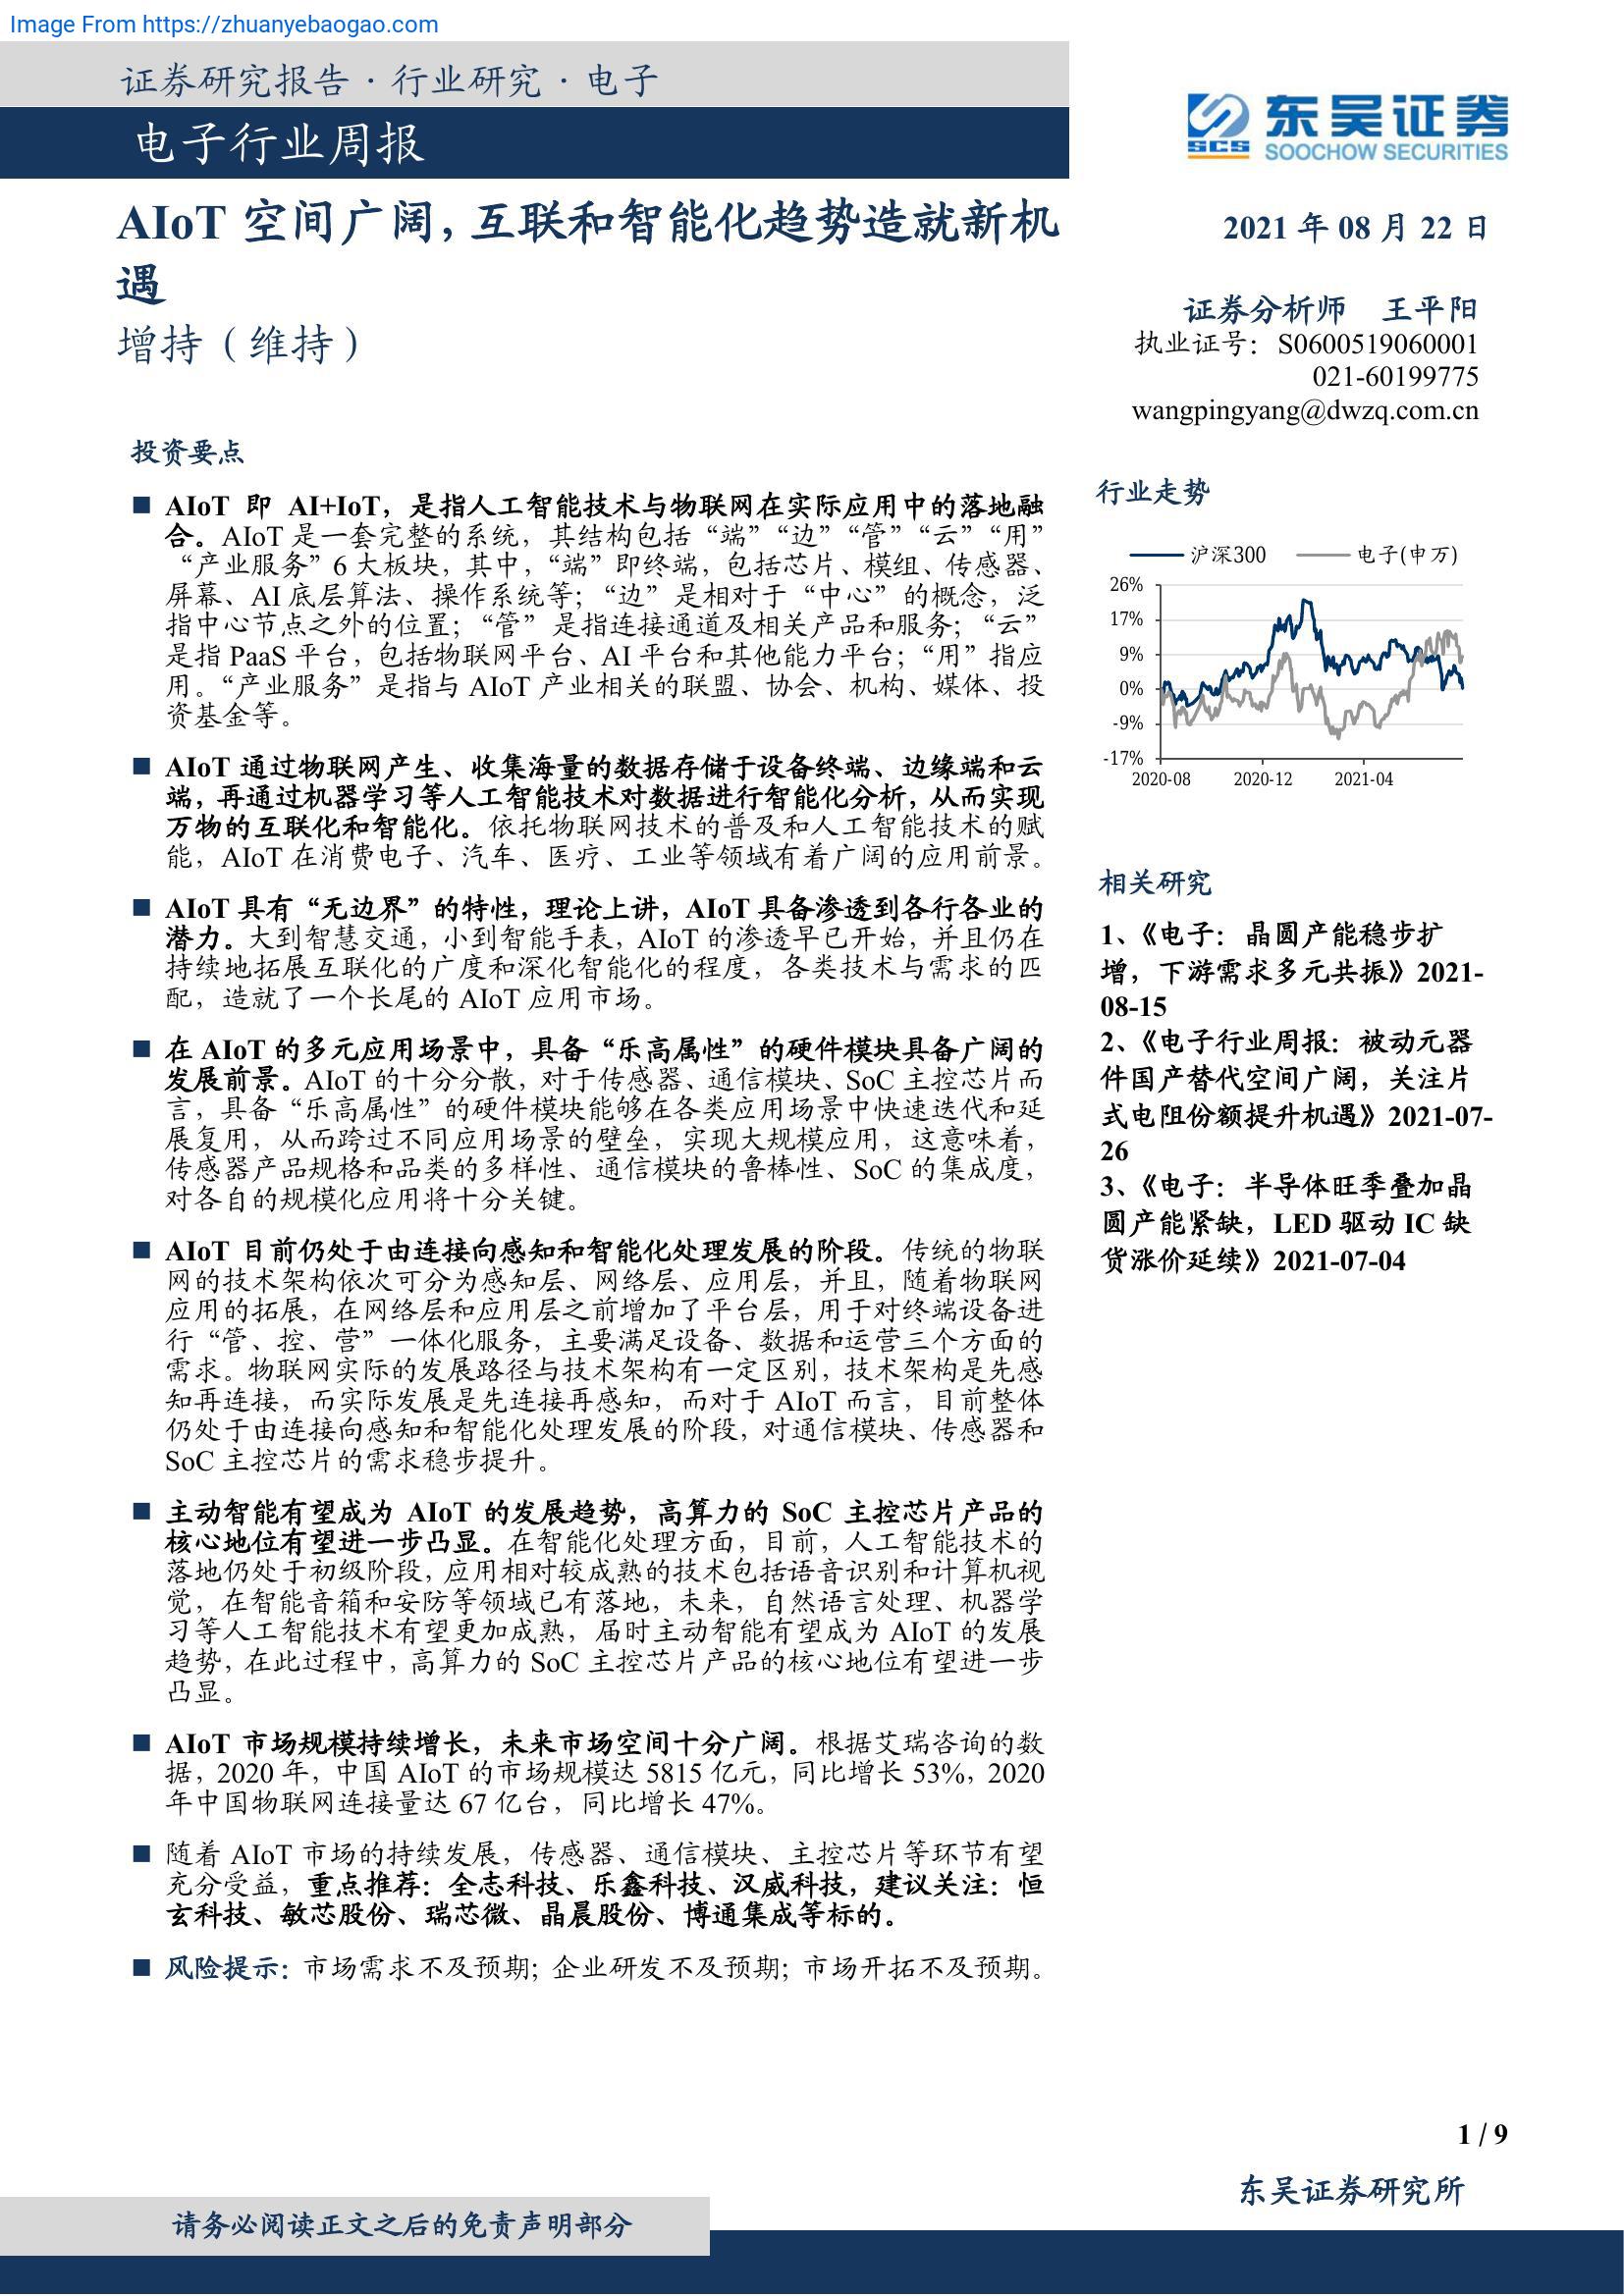 Image From https://zhuanyebaogao.com
证券研究报告·行业研究·电子
电子行业周报
AIoT 空间广阔，互联和智能化趋势造就新机
遇
增持（维持）
投资要点
■ AIoT 即 AI+IoT，是指人工智能技术与物联网在实际应用中的落地融
合。AIoT 是一套完整的系统，其结构包括“端”“边”“管”“云”“用”
“产业服务”6 大板块，其中，“端”即终端，包括芯片、模组、传感器、
屏幕、AI 底层算法、操作系统等；“边”是相对于“中心”的概念，泛
指中心节点之外的位置；“管”是指连接通道及相关产品和服务；“云”
是指 PaaS 平台，包括物联网平台、AI 平台和其他能力平台；“用”指应
用。“产业服务”是指与 AIoT 产业相关的联盟、协会、机构、媒体、投
资基金等。
■ AIoT 通过物联网产生、收集海量的数据存储于设备终端、边缘端和云
端，再通过机器学习等人工智能技术对数据进行智能化分析，从而实现
万物的互联化和智能化。依托物联网技术的普及和人工智能技术的赋
能，AIoT 在消费电子、汽车、医疗、工业等领域有着广阔的应用前景。
■ AIoT 具有“无边界”的特性，理论上讲，AIoT 具备渗透到各行各业的
潜力。大到智慧交通，小到智能手表，AIoT 的渗透早已开始，并且仍在
持续地拓展互联化的广度和深化智能化的程度，各类技术与需求的匹
配，造就了一个长尾的 AIoT 应用市场。
■ 在 AIoT 的多元应用场景中，具备“乐高属性”的硬件模块具备广阔的
发展前景。AIoT 的十分分散，对于传感器、通信模块、SoC 主控芯片而
言，具备“乐高属性”的硬件模块能够在各类应用场景中快速迭代和延
展复用，从而跨过不同应用场景的壁垒，实现大规模应用，这意味着，
传感器产品规格和品类的多样性、通信模块的鲁棒性、SoC 的集成度，
对各自的规模化应用将十分关键。
■ AIoT 目前仍处于由连接向感知和智能化处理发展的阶段。传统的物联
网的技术架构依次可分为感知层、网络层、应用层，并且，随着物联网
应用的拓展，在网络层和应用层之前增加了平台层，用于对终端设备进
行“管、控、营”一体化服务，主要满足设备、数据和运营三个方面的
需求。物联网实际的发展路径与技术架构有一定区别，技术架构是先感
知再连接，而实际发展是先连接再感知，而对于 AIoT 而言，目前整体
仍处于由连接向感知和智能化处理发展的阶段，对通信模块、传感器和
SoC 主控芯片的需求稳步提升。
■ 主动智能有望成为 AIoT 的发展趋势，高算力的 SoC 主控芯片产品的
核心地位有望进一步凸显。在智能化处理方面，目前，人工智能技术的
落地仍处于初级阶段，应用相对较成熟的技术包括语音识别和计算机视
觉，在智能音箱和安防等领域已有落地，未来，自然语言处理、机器学
习等人工智能技术有望更加成熟，届时主动智能有望成为 AIoT 的发展
趋势，在此过程中，高算力的 SoC 主控芯片产品的核心地位有望进一步
凸显。
■ AIoT 市场规模持续增长，未来市场空间十分广阔。根据艾瑞咨询的数
据，2020 年，中国 AIoT 的市场规模达 5815 亿元，同比增长 53%，2020
年中国物联网连接量达 67 亿台，同比增长 47%。
■ 随着 AIoT 市场的持续发展，传感器、通信模块、主控芯片等环节有望
充分受益，重点推荐：全志科技、乐鑫科技、汉威科技，建议关注：恒
玄科技、敏芯股份、瑞芯微、晶晨股份、博通集成等标的。
■ 风险提示：市场需求不及预期；企业研发不及预期；市场开拓不及预期。
SCS 东吴证券
SOOCHOW SECURITIES
2021 年 08 月 22 日
证券分析师 王平阳
执业证号：S0600519060001
021-60199775
wangpingyang@dwzq.com.cn
行业走势
沪深300 电子(申万)
26%
17%
9%
0%
-9%
-17%
2020-08 2020-12 2021-04
相关研究
1、《电子：晶圆产能稳步扩
增，下游需求多元共振》2021-
08-15
2、《电子行业周报：被动元器
件国产替代空间广阔，关注片
式电阻份额提升机遇》2021-07-
26
3、《电子：半导体旺季叠加晶
圆产能紧缺，LED 驱动 IC 缺
货涨价延续》2021-07-04
1 / 9
东吴证券研究所
请务必阅读正文之后的免责声明部分